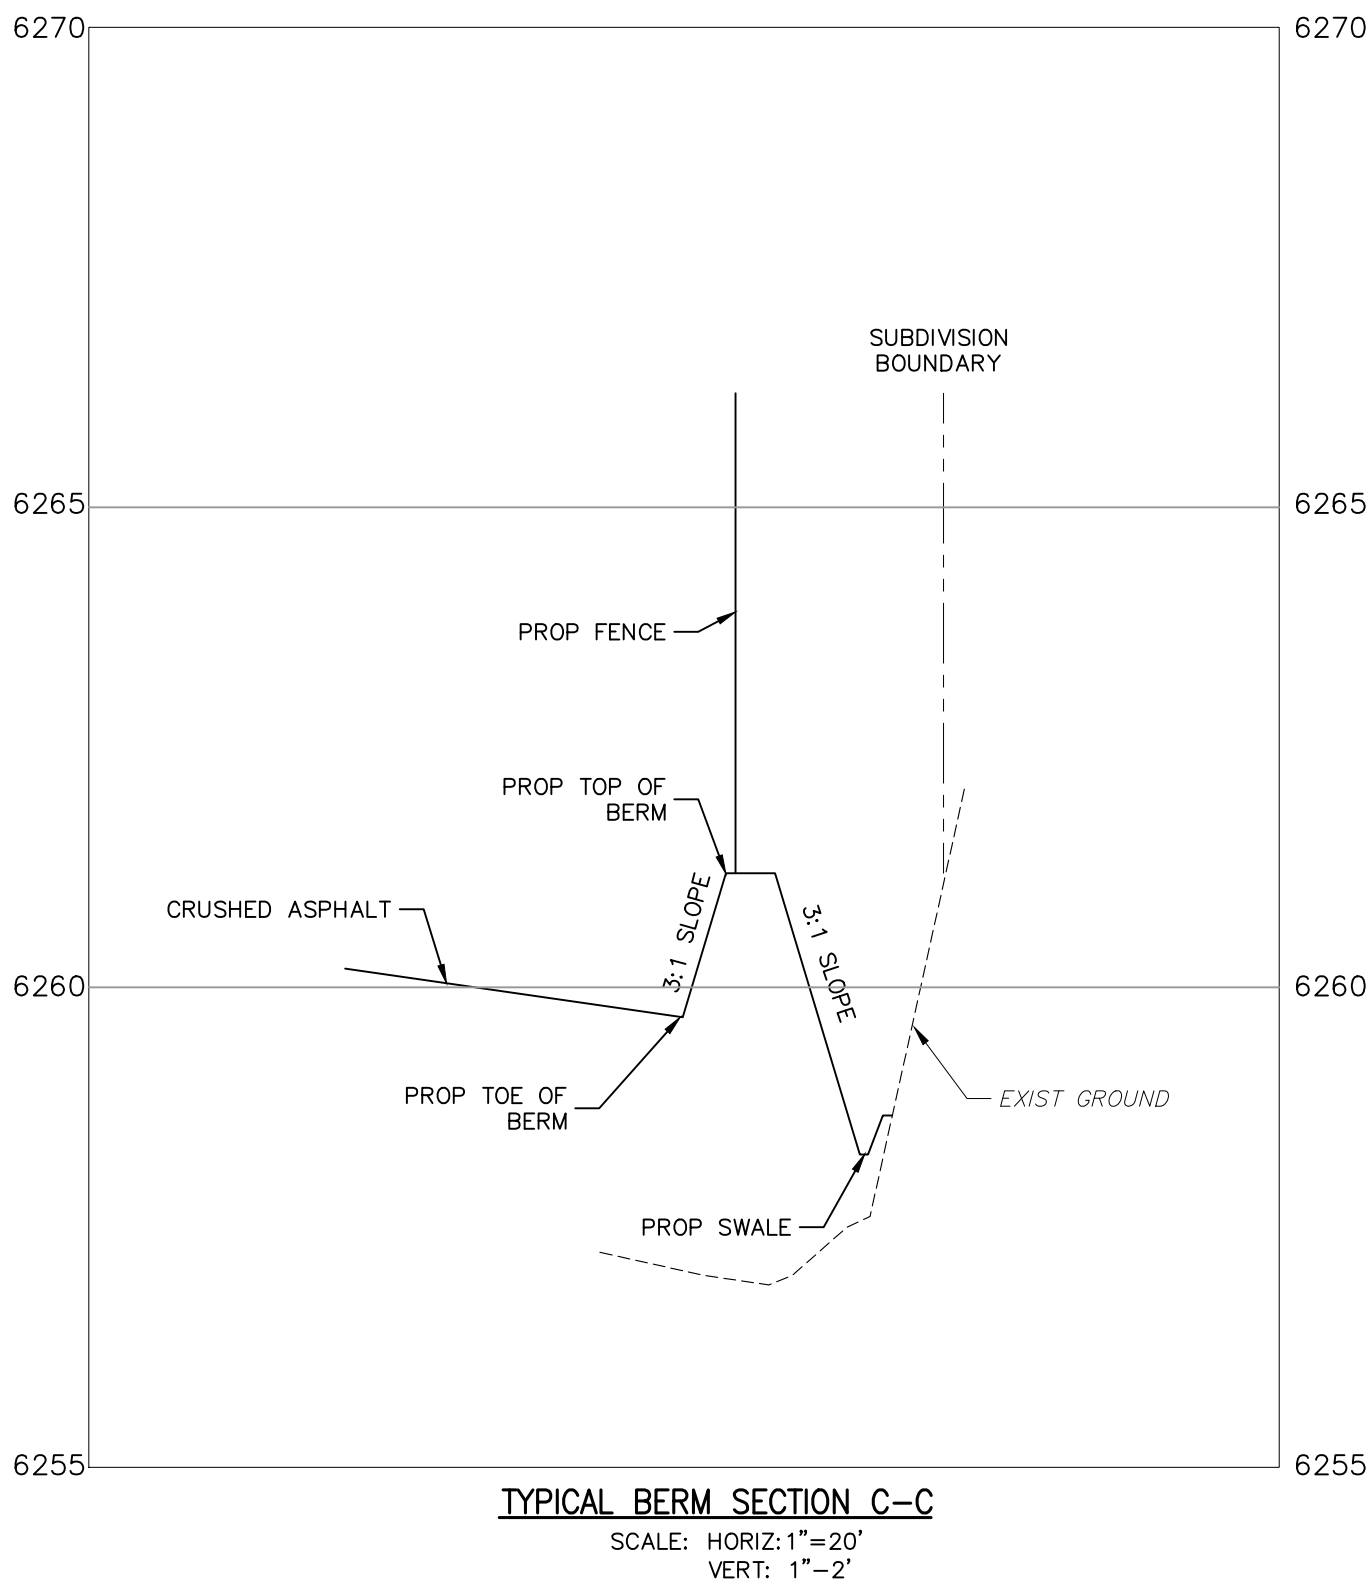 6270
6270
SUBDIVISION
BOUNDARY
6265
6265
PROP FENCE
PROP TOP OF
BERM
3:1 SLOPE
3:1 SLOPE
CRUSHED ASPHALT
6260
6260
PROP TOE OF
BERM
EXIST GROUND
PROP SWALE
6255
6255
TYPICAL BERM SECTION C-C
SCALE: HORIZ:1"=20'
VERT: 1"-2'